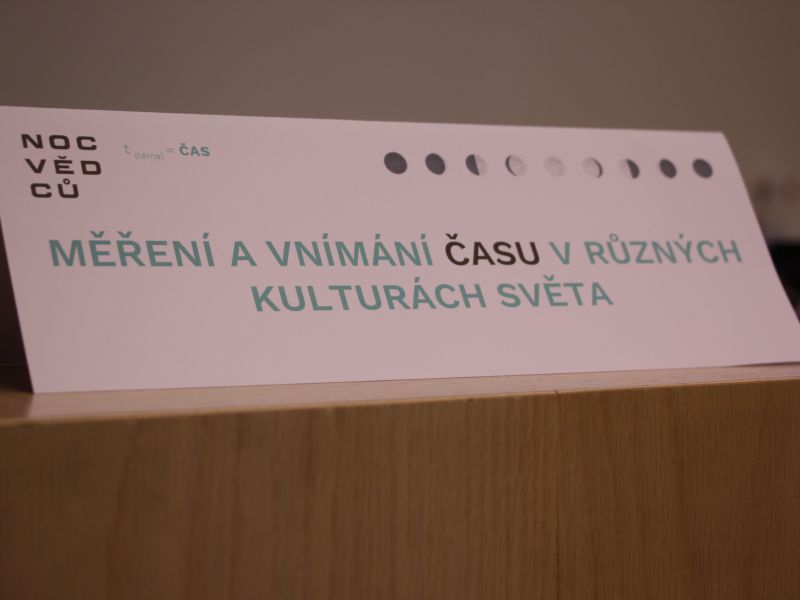 NOC
VĚD
CŮ
t (téma) = ČAS
MĚŘENÍ A VNÍMÁNÍ ČASU V RŮZNÝCH
KULTURÁCH SVĚTA